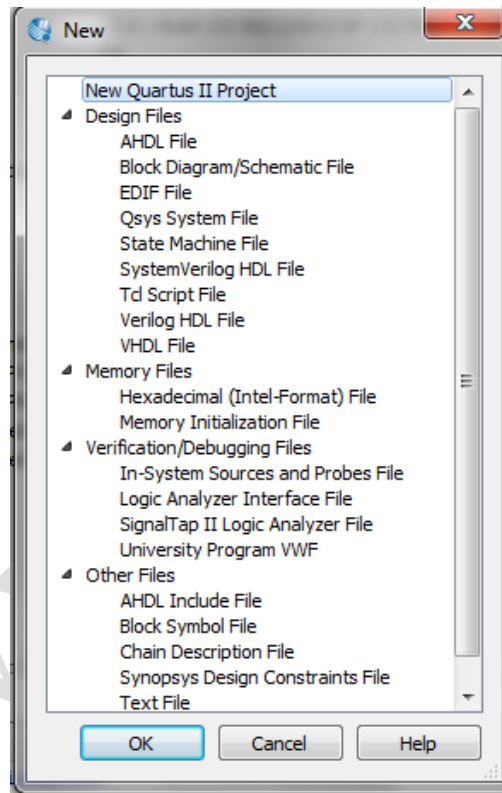 New
New Quartus II Project
Design Files
AHDL File
Block Diagram/Schematic File
EDIF File
Qsys System File
State Machine File
SystemVerilog HDL File
Tcl Script File
Verilog HDL File
VHDL File
Memory Files
Hexadecimal (Intel-Format) File
Memory Initialization File
Verification/Debugging Files
In-System Sources and Probes File
Logic Analyzer Interface File
SignalTap II Logic Analyzer File
University Program VWF
Other Files
AHDL Include File
Block Symbol File
Chain Description File
Synopsys Design Constraints File
Text File
OK Cancel Help